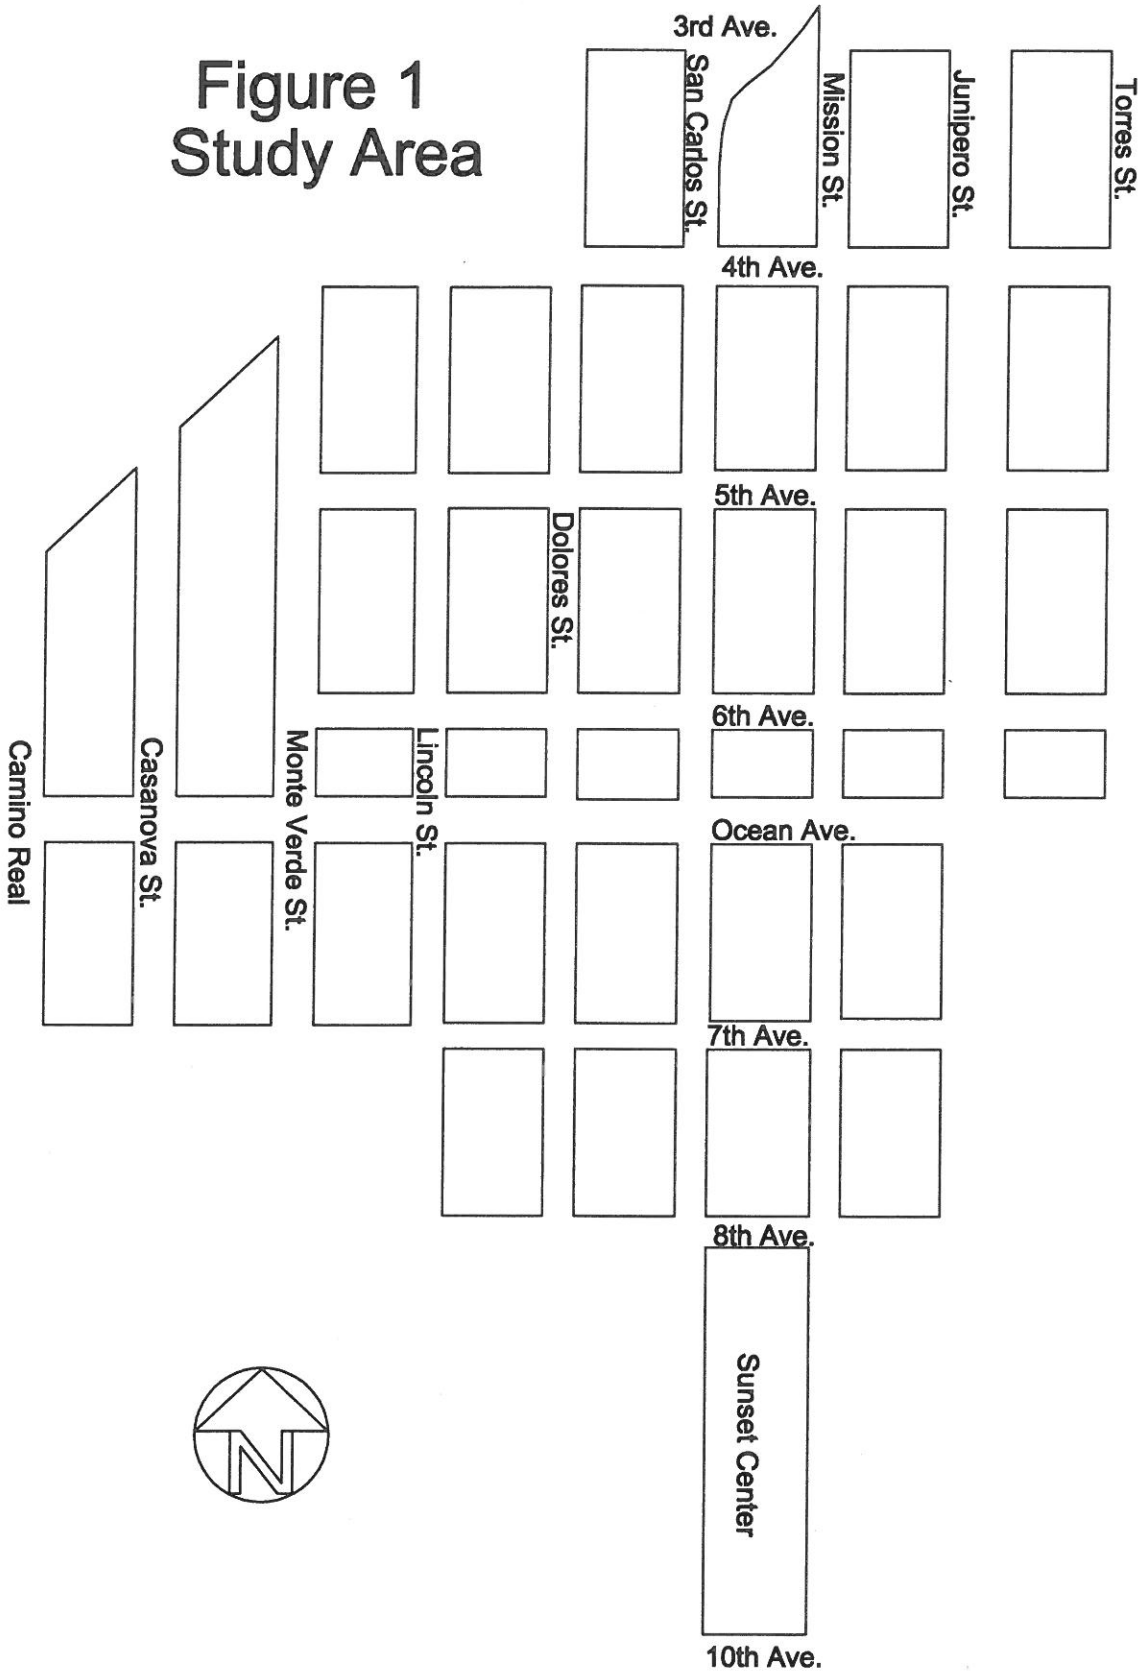 Figure 1
Study Area
3rd Ave.
San Carlos St.
Mission St.
Junipero St.
Torres St.
4th Ave.
5th Ave.
Dolores St.
6th Ave.
Lincoln St.
Monte Verde St.
Casanova St.
Camino Real
Ocean Ave.
7th Ave.
8th Ave.
Sunset Center
N
10th Ave.